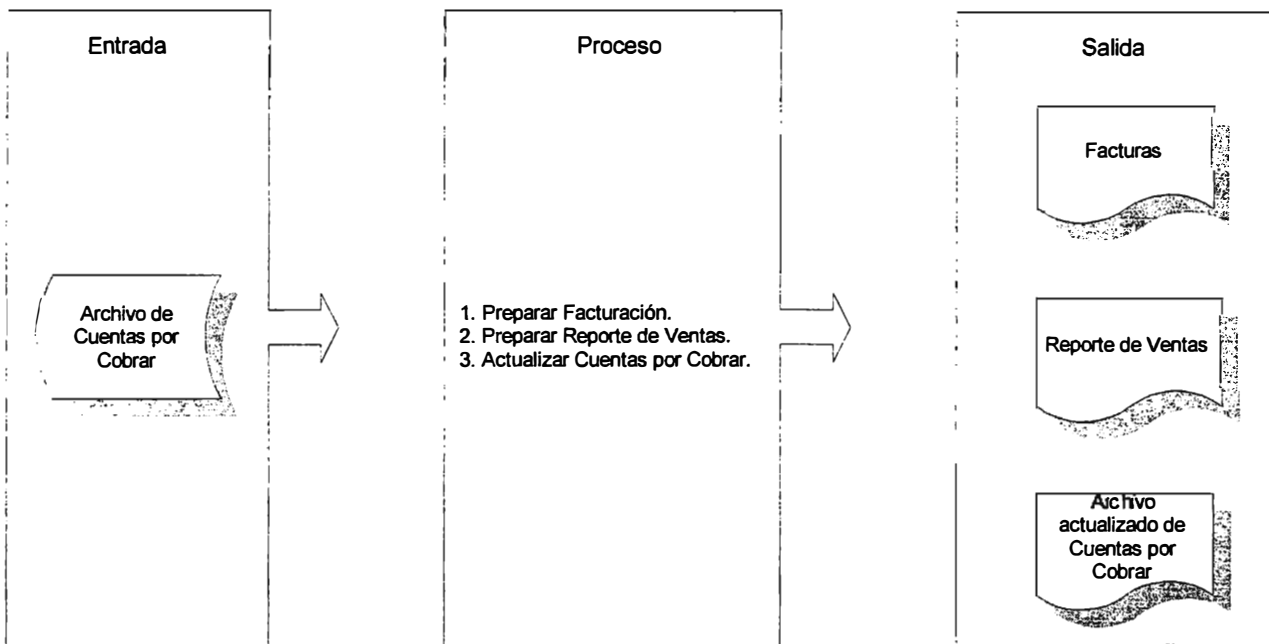 Entrada
Archivo de
Cuentas por
Cobrar
Proceso
1. Preparar Facturación.
2. Preparar Reporte de Ventas.
3. Actualizar Cuentas por Cobrar.
Salida
Facturas
Reporte de Ventas
Archivo
actualizado de
Cuentas por
Cobrar